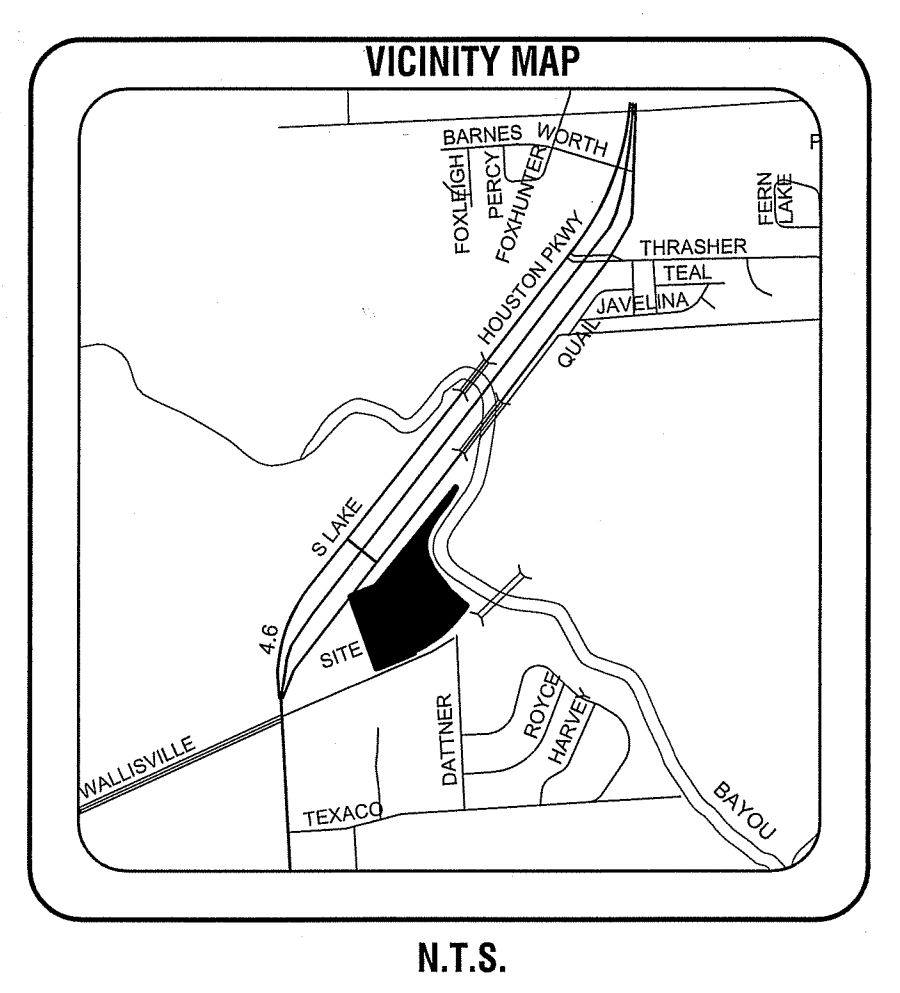 VICINITY MAP
BARNES WORTH
FOXLEIGH
PERCY
FOXHUNTER
FERN
LAKE
HOUSTON PKWY
THRASHER
TEAL
JAVELINA
QUAIL
S LAKE
4.6
SITE
WALLISVILLE
DATTNER
ROYCE
HARVEY
TEXACO
BAYOU
N.T.S.